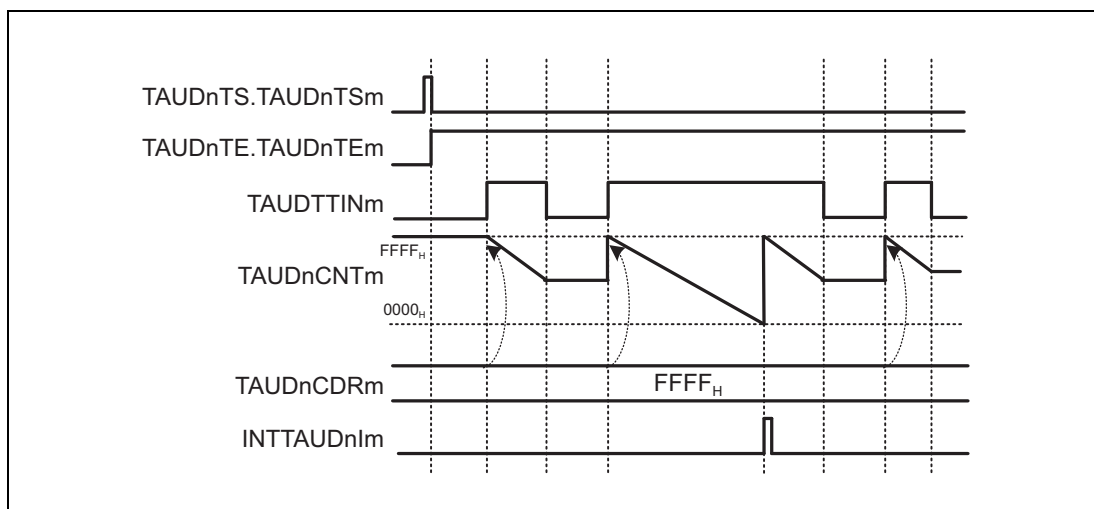 TAUDnTS.TAUDnTSm
TAUDnTE.TAUDnTEm
TAUDTTINm
FFFFH
TAUDnCNTm
0000H
TAUDnCDRm
FFFFH
INTTAUDnIm